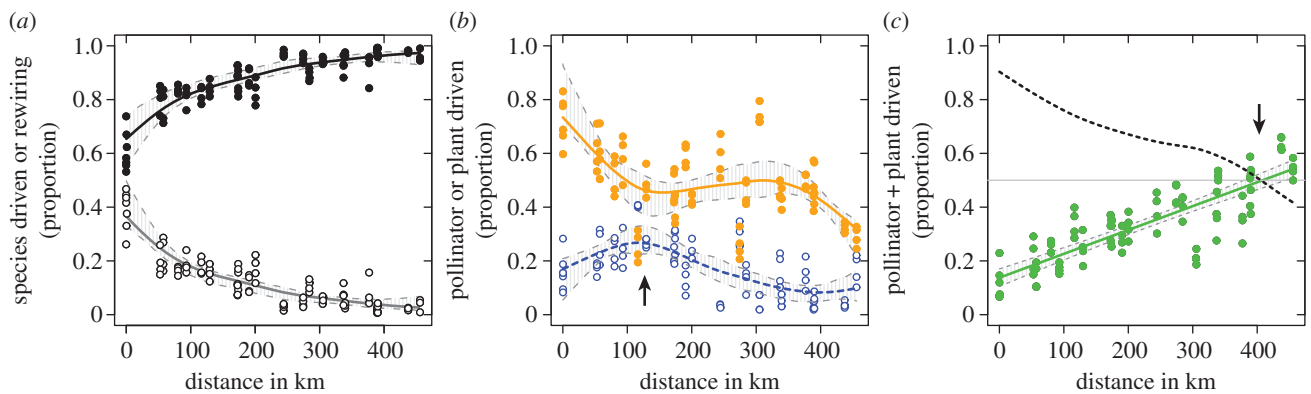 (a)
species driven or rewiring
(proportion)
1.0
0.8
0.6
0.4
0.2
0
0 100 200 300 400
distance in km
(b)
pollinator or plant driven
(proportion)
1.0
0.8
0.6
0.4
0.2
0
0 100 200 300 400
distance in km
(c)
pollinator + plant driven
(proportion)
1.0
0.8
0.6
0.4
0.2
0
0 100 200 300 400
distance in km